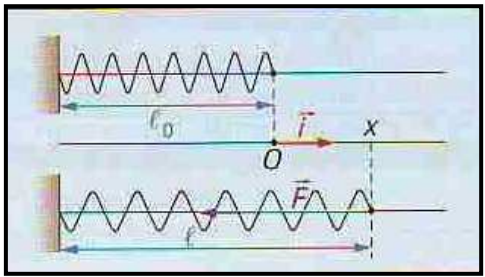 ℓ₀
i⃗
x
O
F⃗
ℓ